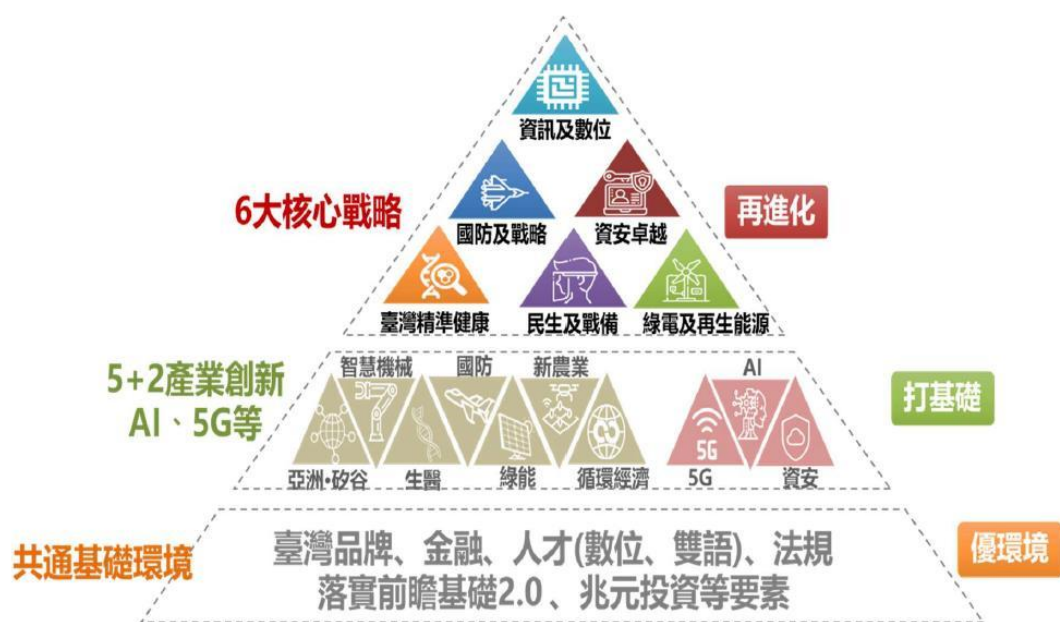 資訊及數位
6大核心戰略
國防及戰略
資安卓越
再進化
臺灣精準健康
民生及戰備
綠電及再生能源
5+2產業創新
AI、5G等
智慧機械
國防
新農業
AI
打基礎
5G
亞洲•矽谷
生醫
綠能
循環經濟
5G
資安
共通基礎環境
臺灣品牌、金融、人才(數位、雙語)、法規
落實前瞻基礎2.0、兆元投資等要素
優環境